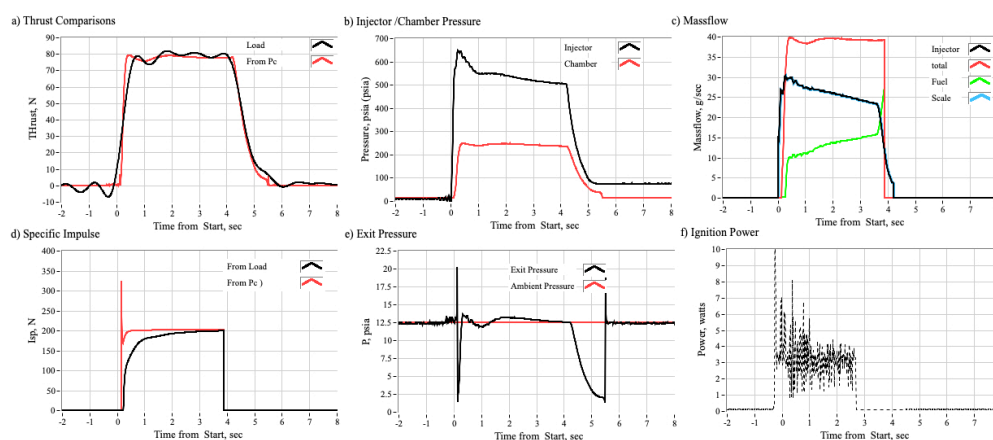 a) Thrust Comparisons
Load
From Pc
THrust, N
90
80
70
60
50
40
30
20
10
0
-10
-2 -1 0 1 2 3 4 5 6 7 8
Time from Start, sec
b) Injector /Chamber Pressure
Injector
Chamber
Pressure, psia (psia)
700
600
500
400
300
200
100
0
-2 -1 0 1 2 3 4 5 6 7 8
Time from Start, sec
c) Massflow
Injector
total
Fuel
Scale
Massflow, g/sec
40
35
30
25
20
15
10
5
0
-2 -1 0 1 2 3 4 5 6 7
Time from Start, sec
d) Specific Impulse
From Load
From Pc )
Isp, N
400
350
300
250
200
150
100
50
0
-2 -1 0 1 2 3 4 5 6 7 8
Time from Start, sec
e) Exit Pressure
Exit Pressure
Ambient Pressure
P, psia
22.5
20
17.5
15
12.5
10
7.5
5
2.5
0
-2 -1 0 1 2 3 4 5 6 7 8
Time from Start, sec
f) Ignition Power
Power, watts
10
9
8
7
6
5
4
3
2
1
0
-2 -1 0 1 2 3 4 5 6 7 8
Time from Start, sec